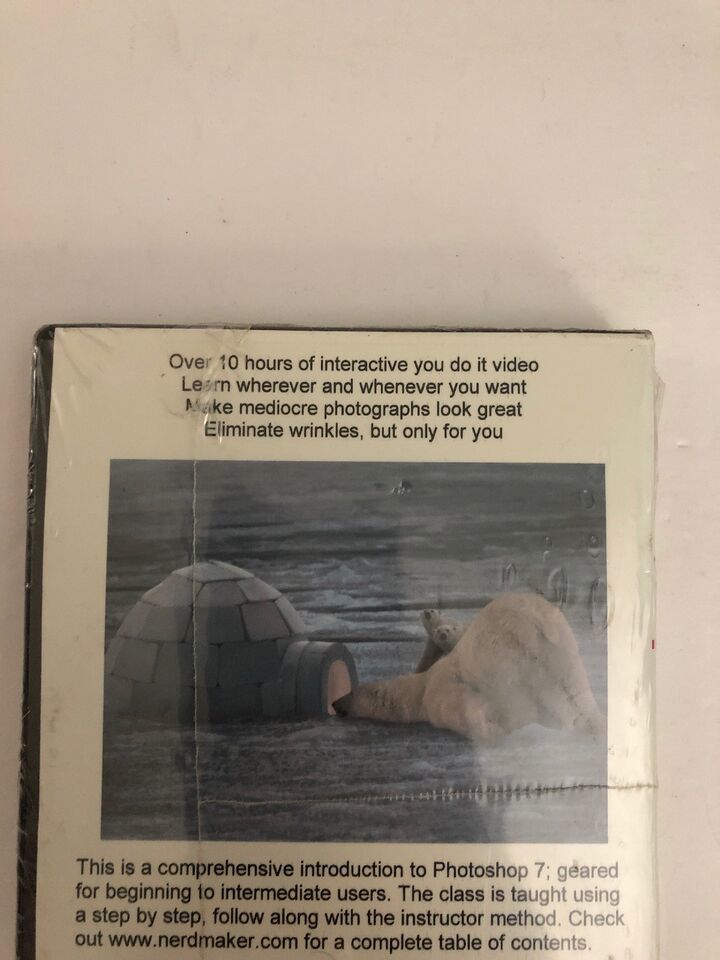 Over 10 hours of interactive you do it video
Learn wherever and whenever you want
Make mediocre photographs look great
Eliminate wrinkles, but only for you
This is a comprehensive introduction to Photoshop 7; geared
for beginning to intermediate users. The class is taught using
a step by step, follow along with the instructor method. Check
out www.nerdmaker.com for a complete table of contents.